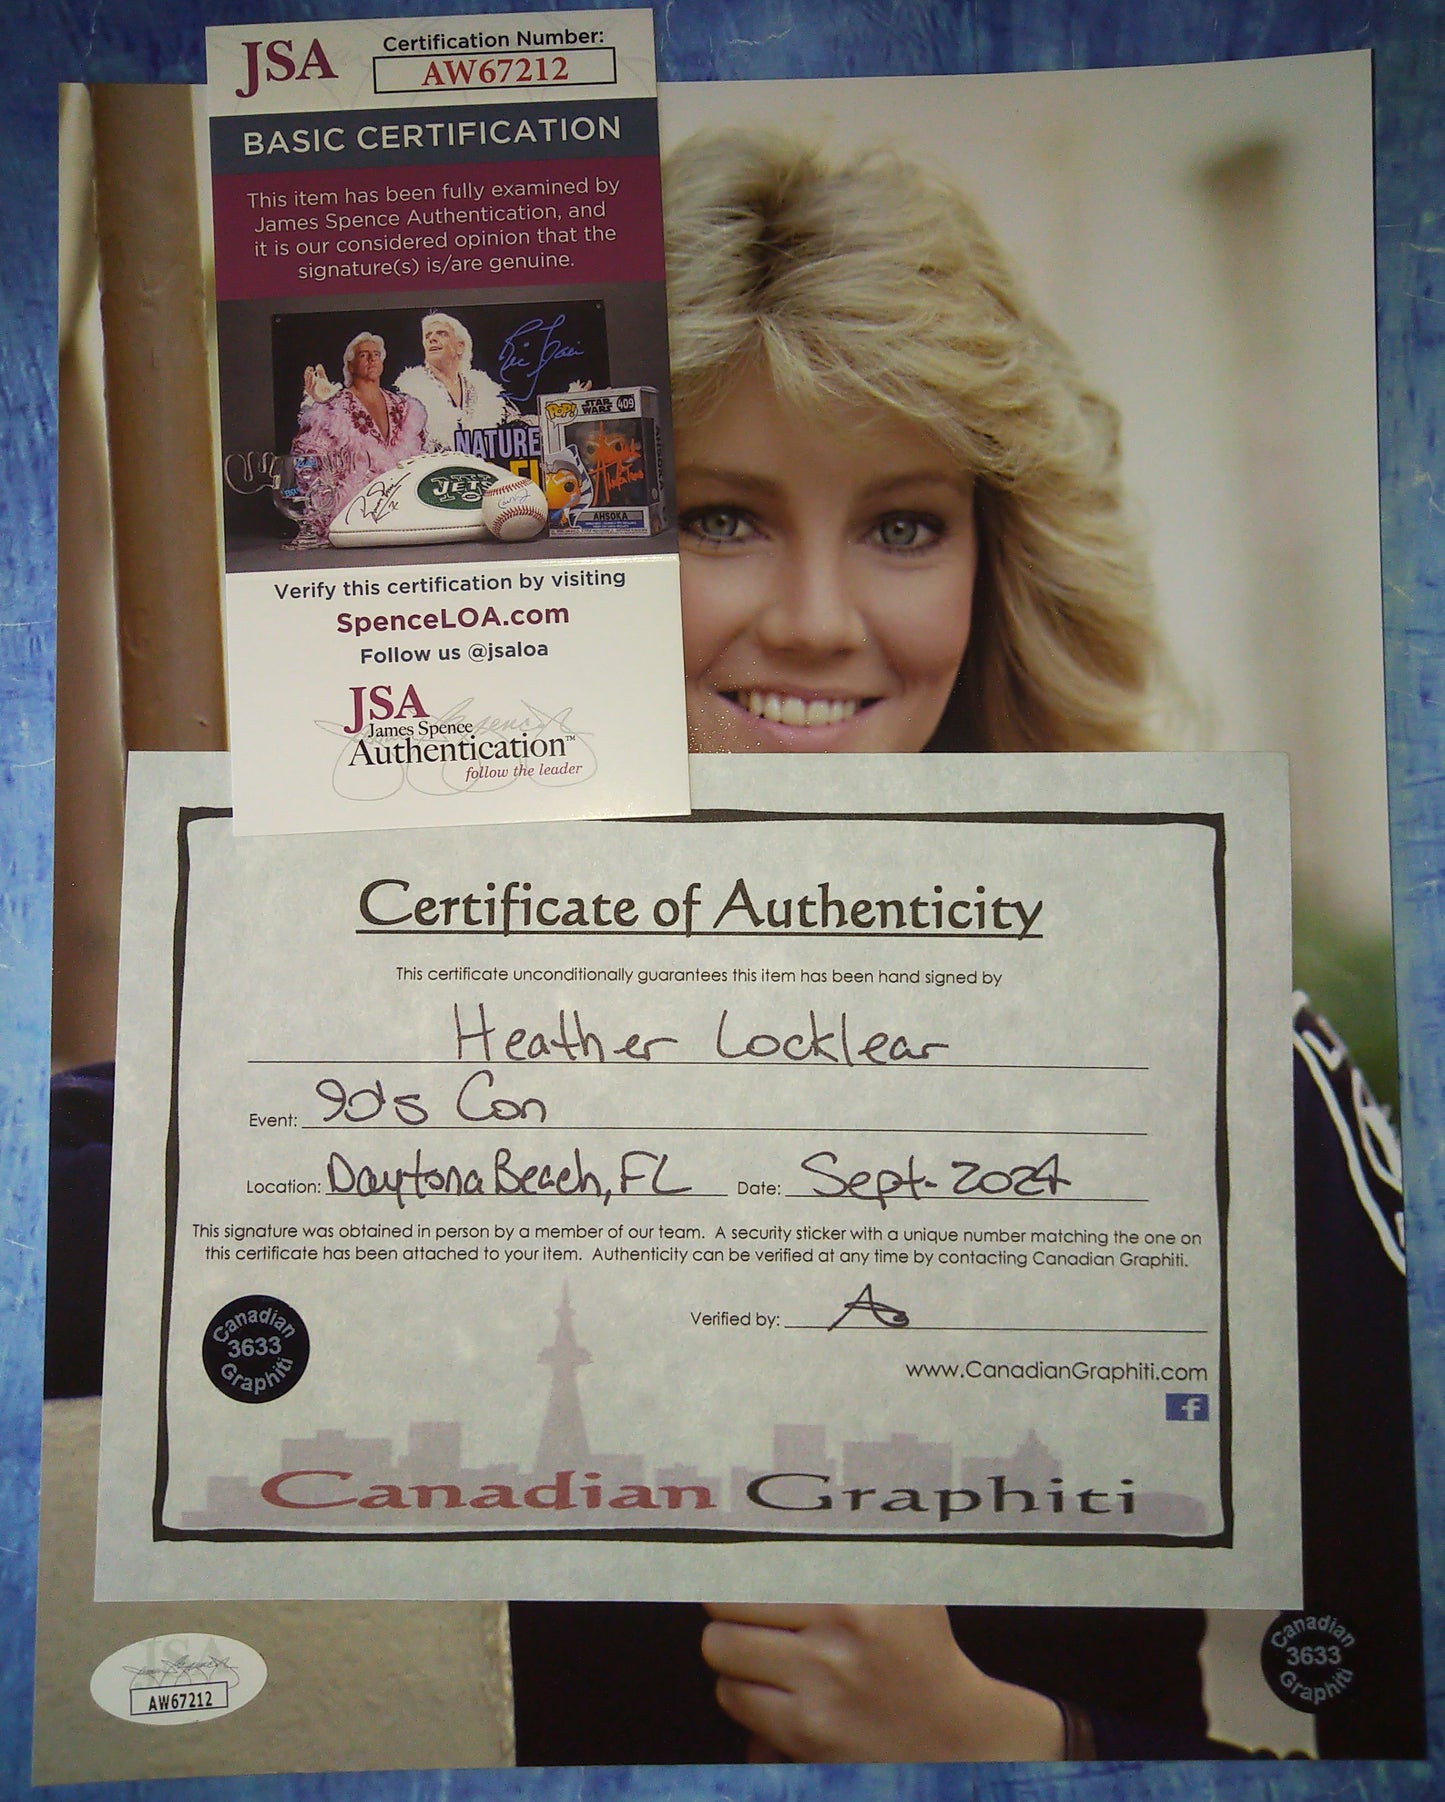 JSA
Certification Number:
AW67212
BASIC CERTIFICATION
This item has been fully examined by
James Spence Authentication, and
it is our considered opinion that the
signature(s) is/are genuine.
NATURE
JETS
POP!
STAR
WARS
409
AHSOKA
Verify this certification by visiting
SpenceLOA.com
Follow us @jsaloa
JSA
James Spence
Authentication™
follow the leader
Certificate of Authenticity
This certificate unconditionally guarantees this item has been hand signed by
Heather Locklear
Event: 90's Con
Location: Daytona Beach, FL Date: Sept. 2024
This signature was obtained in person by a member of our team. A security sticker with a unique number matching the one on
this certificate has been attached to your item. Authenticity can be verified at any time by contacting Canadian Graphiti.
Verified by:
Canadian
3633
Graphiti
www.CanadianGraphiti.com
f
Canadian Graphiti
JSA
AW67212
Canadian
3633
Graphiti